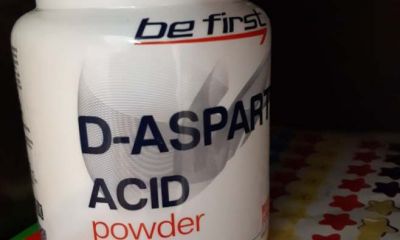 be first
D-ASPART
ACID
powder